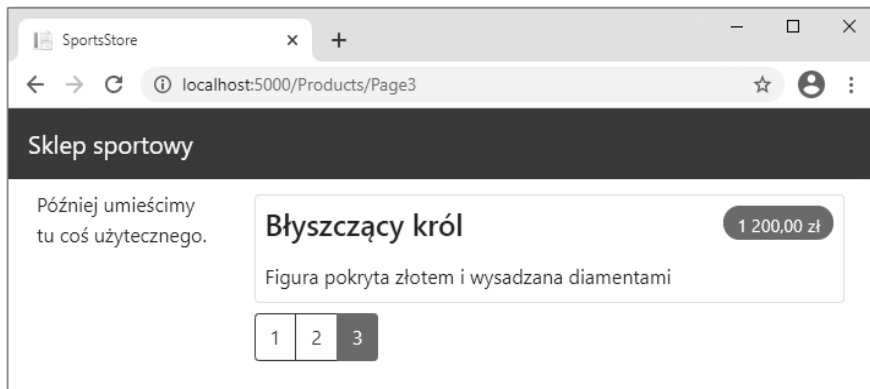 SportsStore
localhost:5000/Products/Page3
Sklep sportowy
Później umieścimy
tu coś użytecznego.
Błyszczący król
1 200,00 zł
Figura pokryta złotem i wysadzana diamentami
1 2 3